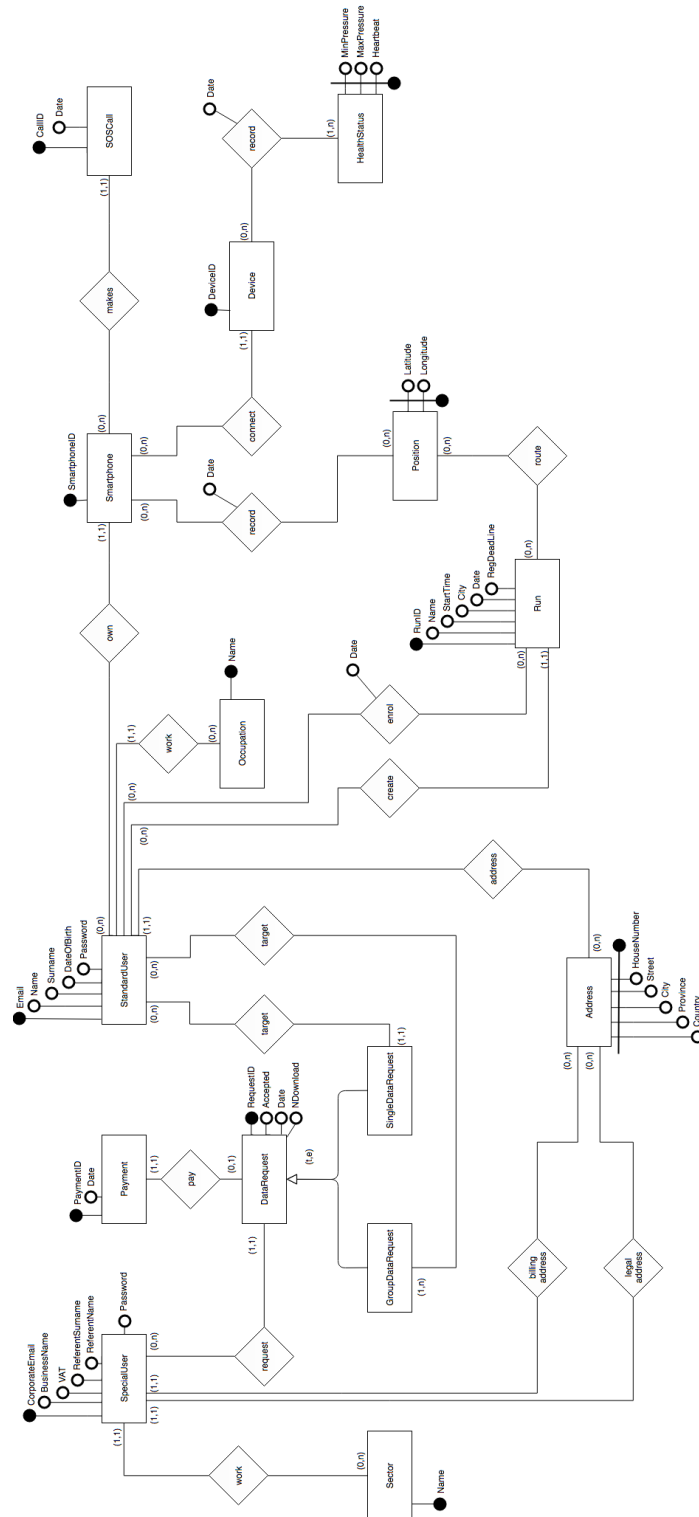 CallID
Date
SOSCall
(1,1)
makes
(0,n)
SmartphoneID
Smartphone
(1,1)
(0,n)
(0,n)
own
connect
(1,1)
DeviceID
Device
(0,n)
record
Date
(1,n)
HealthStatus
MinPressure
MaxPressure
Heartbeat
record
Date
(0,n)
Position
Latitude
Longitude
(0,n)
route
(0,n)
Run
RunID
Name
StartTime
City
Date
RegDeadLine
(0,n)
(1,1)
enrol
Date
create
work
(1,1)
(0,n)
Occupation
Name
(0,n)
(0,n)
Email
Name
Surname
DateOfBirth
Password
StandardUser
(0,n)
(1,1)
(0,n)
(0,n)
address
target
target
(0,n)
Address
HouseNumber
Street
City
Province
Country
(0,n)
(0,n)
(1,1)
SingleDataRequest
PaymentID
Date
Payment
(1,1)
pay
(0,1)
RequestID
Accepted
Date
NDownload
DataRequest
(t,e)
(1,1)
GroupDataRequest
(1,n)
request
billing
address
legal
address
CorporateEmail
BusinessName
VAT
ReferentSurname
ReferentName
Password
SpecialUser
(0,n)
(1,1)
(1,1)
(1,1)
work
(0,n)
Sector
Name